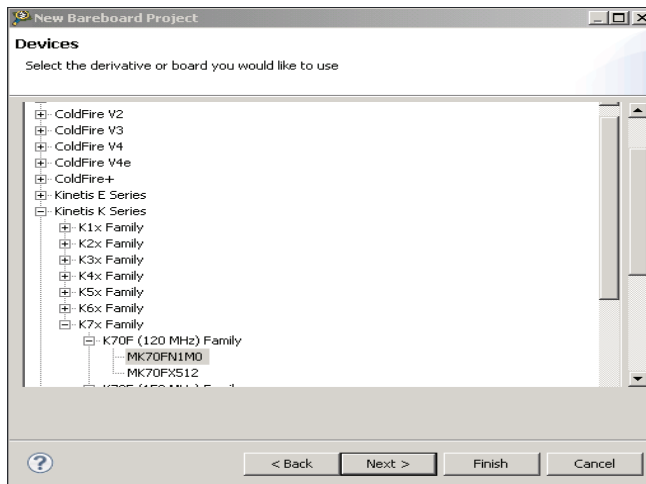 New Bareboard Project
Devices
Select the derivative or board you would like to use
ColdFire V2
ColdFire V3
ColdFire V4
ColdFire V4e
ColdFire+
Kinetis E Series
Kinetis K Series
K1x Family
K2x Family
K3x Family
K4x Family
K5x Family
K6x Family
K7x Family
K70F (120 MHz) Family
MK70FN1M0
MK70FX512
?
< Back
Next >
Finish
Cancel